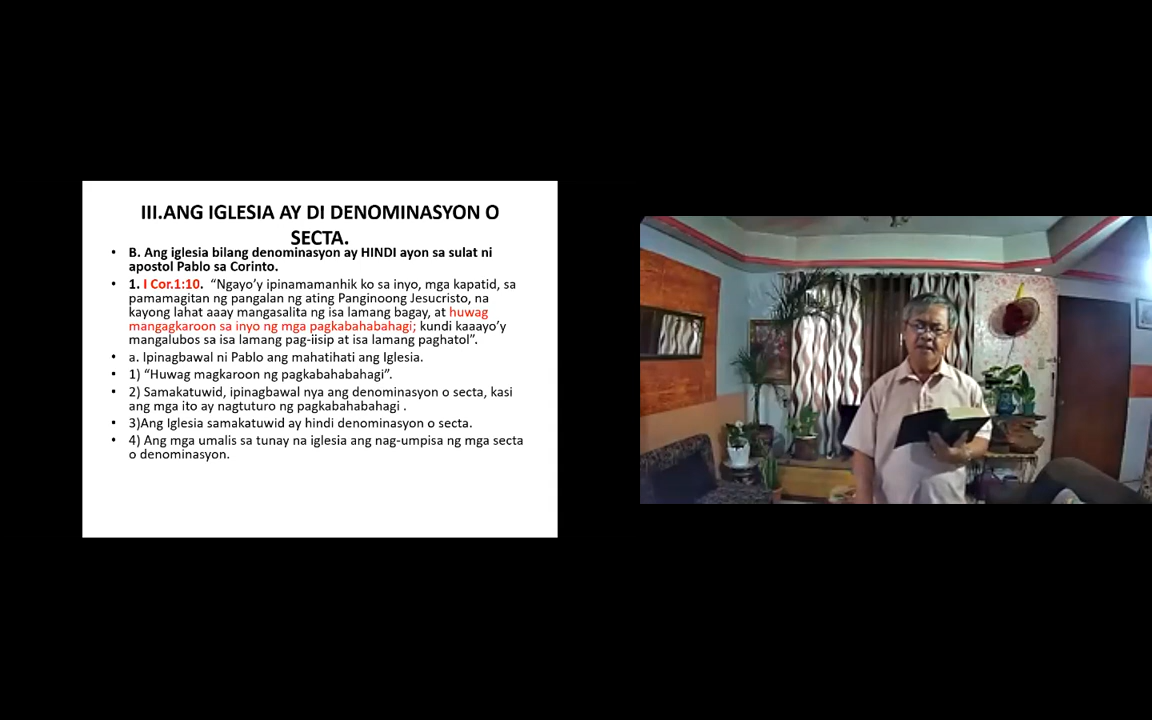 III.ANG IGLESIA AY DI DENOMINASYON O
SECTA.
• B. Ang iglesia bilang denominasyon ay HINDI ayon sa sulat ni
apostol Pablo sa Corinto.
• 1. I Cor.1:10. “Ngayo’y ipinamamanhik ko sa inyo, mga kapatid, sa
pamamagitan ng pangalan ng ating Panginoong Jesucristo, na
kayong lahat aaay mangasalita ng isa lamang bagay, at huwag
mangagkaroon sa inyo ng mga pagkabahabahagi; kundi kaaayo’y
mangalubos sa isa lamang pag-iisip at isa lamang paghatol”.
• a. Ipinagbawal ni Pablo ang mahatihati ang Iglesia.
• 1) “Huwag magkaroon ng pagkabahabahagi”.
• 2) Samakatuwid, ipinagbawal nya ang denominasyon o secta, kasi
ang mga ito ay nagtuturo ng pagkabahabahagi .
• 3)Ang Iglesia samakatuwid ay hindi denominasyon o secta.
• 4) Ang mga umalis sa tunay na iglesia ang nag-umpisa ng mga secta
o denominasyon.